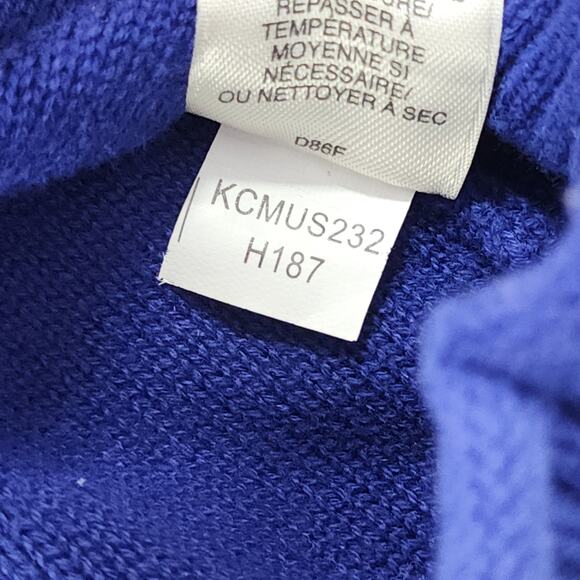 REPASSER À
TEMPÉRATURE
MOYENNE SI
NÉCESSAIRE/
OU NETTOYER À SEC
D86F
KCMUS232
H187